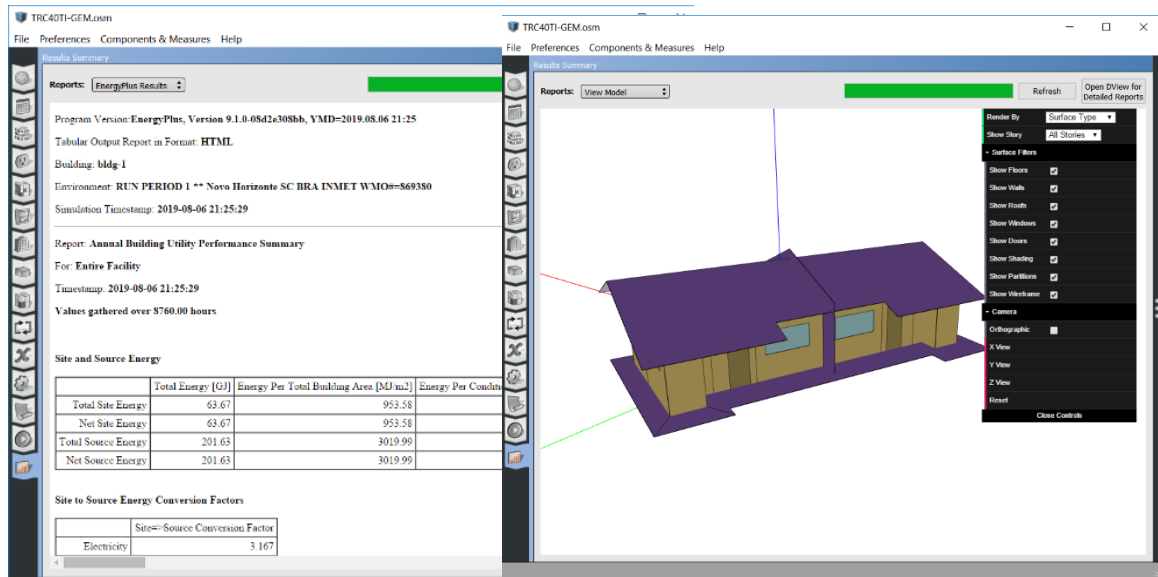 TRC40TI-GEM.osm
File Preferences Components & Measures Help
Results Summary
Reports: EnergyPlus Results
Program Version:EnergyPlus, Version 9.1.0-08d2e308bb, YMD=2019.08.06 21:25
Tabular Output Report in Format: HTML
Building: bldg-1
Environment: RUN PERIOD 1 ** Novo Horizonte SC BRA INMET WMO#=869380
Simulation Timestamp: 2019-08-06 21:25:29
Report: Annual Building Utility Performance Summary
For: Entire Facility
Timestamp: 2019-08-06 21:25:29
Values gathered over 8760.00 hours
Site and Source Energy
Total Energy [GJ] Energy Per Total Building Area [MJ/m2] Energy Per
Total Site Energy 63.67 953.58
Net Site Energy 63.67 953.58
Total Source Energy 201.63 3019.99
Net Source Energy 201.63 3019.99
Site to Source Energy Conversion Factors
Site=>Source Conversion Factor
Electricity 3.167
TRC40TI-GEM.osm
File Preferences Components & Measures Help
Results Summary
Reports: View Model
Refresh
Open DView for
Detailed Reports
Render By Surface Type
Show Story All Stories
Surface Filters
Show Floors
Show Walls
Show Roofs
Show Windows
Show Doors
Show Shading
Show Partitions
Show Wireframe
Camera
Orthographic
X View
Y View
Z View
Reset
Close Controls